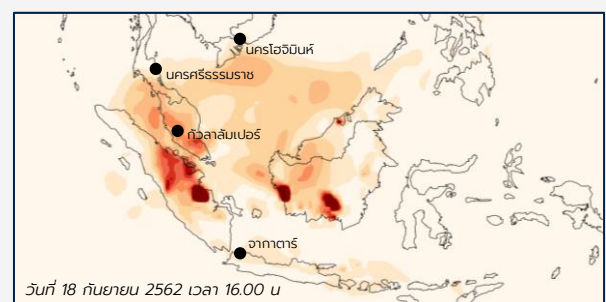 นครโฮจิมินห์
นครศรีธรรมราช
กัวลาลัมเปอร์
จากาตาร์
วันที่ 18 กันยายน 2562 เวลา 16.00 น